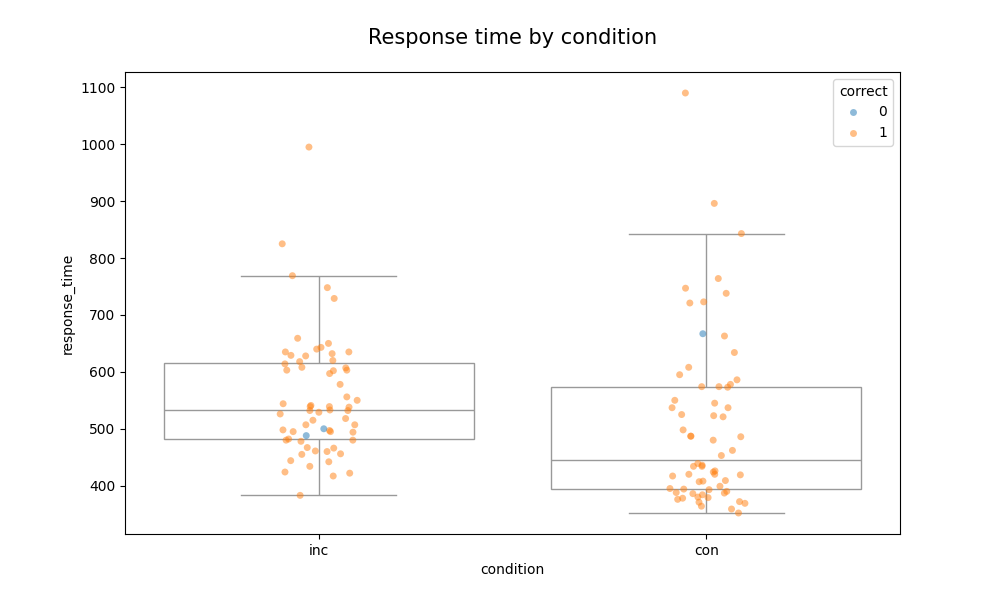 Response time by condition
correct
0
1
1100
1000
900
800
700
600
500
400
response_time
inc
con
condition